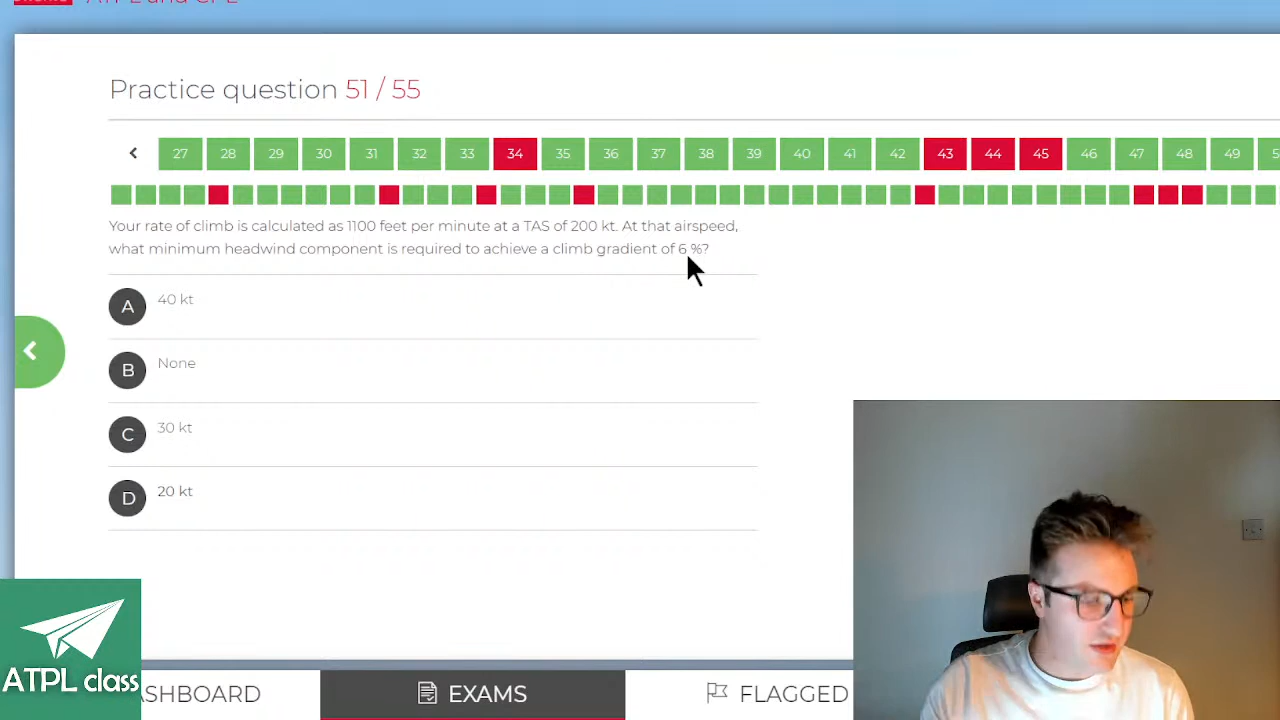 Practice question 51 / 55
27 28 29 30 31 32 33 34 35 36 37 38 39 40 41 42 43 44 45 46 47 48 49
Your rate of climb is calculated as 1100 feet per minute at a TAS of 200 kt. At that airspeed,
what minimum headwind component is required to achieve a climb gradient of 6 %?
A 40 kt
B None
C 30 kt
D 20 kt
ATPL class
ASHBOARD EXAMS FLAGGED